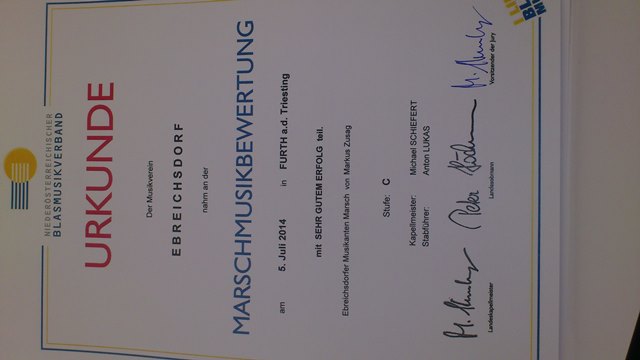 NIEDERÖSTERREICHISCHER
BLASMUSIKVERBAND
URKUNDE
Der Musikverein
EBREICHSDORF
nahm an der
MARSCHMUSIKBEWERTUNG
am 5. Juli 2014 in FURTH a.d. Triesting
mit SEHR GUTEM ERFOLG teil.
Ebreichsdorfer Musikanten Marsch von Markus Zusag
Stufe: C
Kapellmeister: Michael SCHIEFERT
Stabführer: Anton LUKAS
Landeskapellmeister Landesobmann Vorsitzender der Jury